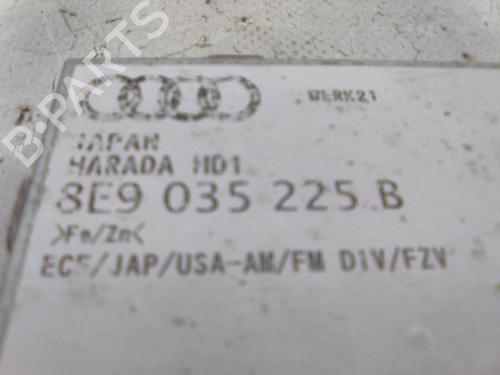 B-PARTS
WERK21
JAPAN
HARADA HD1
8E9 035 225 B
>Fe/Zn<
ECE/JAP/USA-AM/FM DIV/FZV